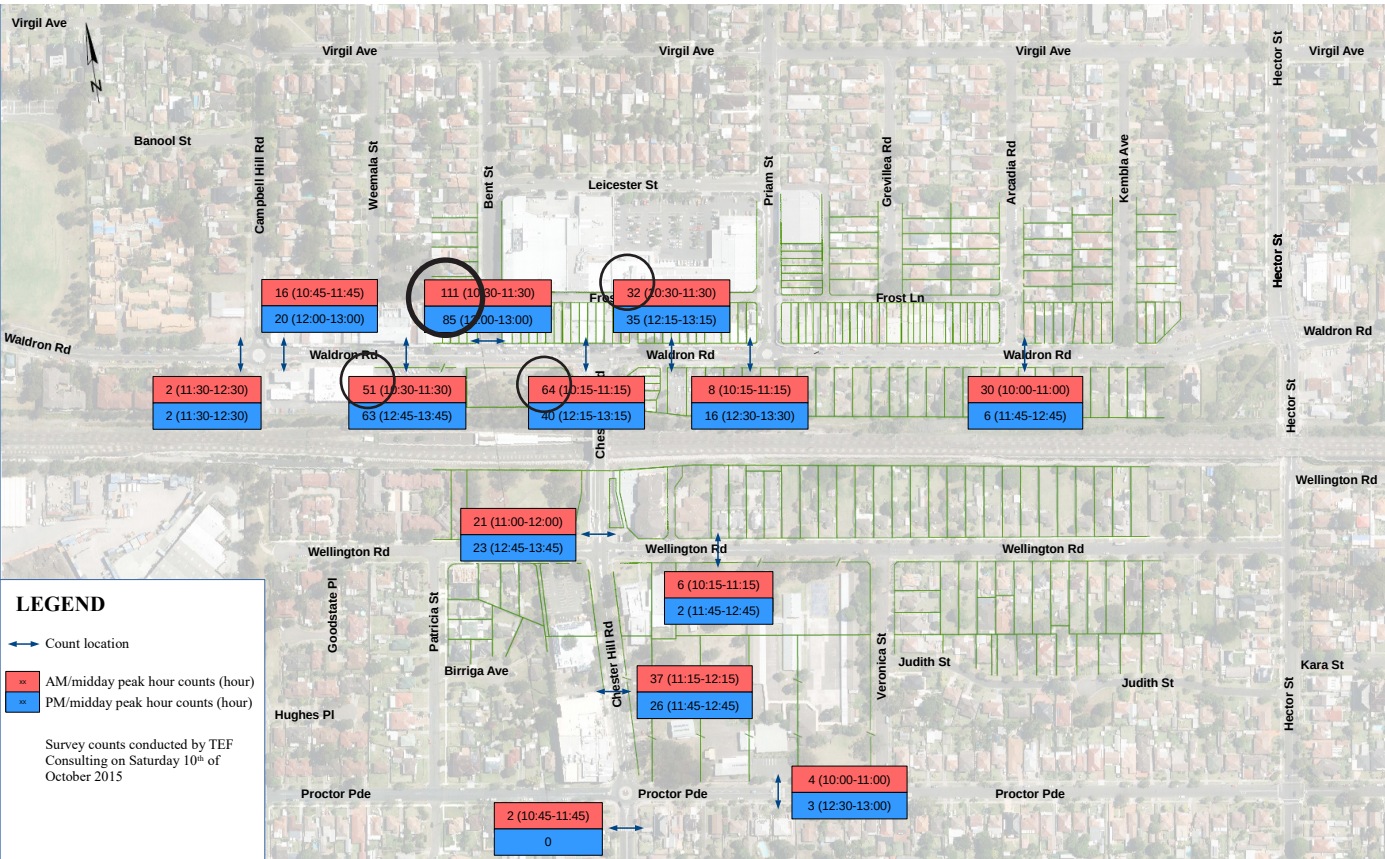 Virgil Ave
Virgil Ave
Virgil Ave
Virgil Ave
Virgil Ave
N
Hector St
Banool St
Campbell Hill Rd
Weemala St
Bent St
Leicester St
Priam St
Grevillea Rd
Arcadia Rd
Kembla Ave
Hector St
16 (10:45-11:45)
20 (12:00-13:00)
111 (10:30-11:30)
85 (12:00-13:00)
32 (10:30-11:30)
35 (12:15-13:15)
Fros
Frost Ln
Waldron Rd
Waldron Rd
Waldron Rd
Waldron Rd
Waldron Rd
2 (11:30-12:30)
2 (11:30-12:30)
51 (10:30-11:30)
63 (12:45-13:45)
64 (10:15-11:15)
40 (12:15-13:15)
Ches
d
8 (10:15-11:15)
16 (12:30-13:30)
30 (10:00-11:00)
6 (11:45-12:45)
Hector St
Wellington Rd
21 (11:00-12:00)
23 (12:45-13:45)
Wellington Rd
Wellington Rd
Wellington Rd
6 (10:15-11:15)
2 (11:45-12:45)
Goodstate Pl
Patricia St
Birriga Ave
Chester Hill Rd
Veronica St
Judith St
Judith St
Kara St
37 (11:15-12:15)
26 (11:45-12:45)
Hughes Pl
Hector St
4 (10:00-11:00)
3 (12:30-13:00)
Proctor Pde
Proctor Pde
Proctor Pde
2 (10:45-11:45)
0
LEGEND
Count location
xx AM/midday peak hour counts (hour)
xx PM/midday peak hour counts (hour)
Survey counts conducted by TEF
Consulting on Saturday 10th of
October 2015